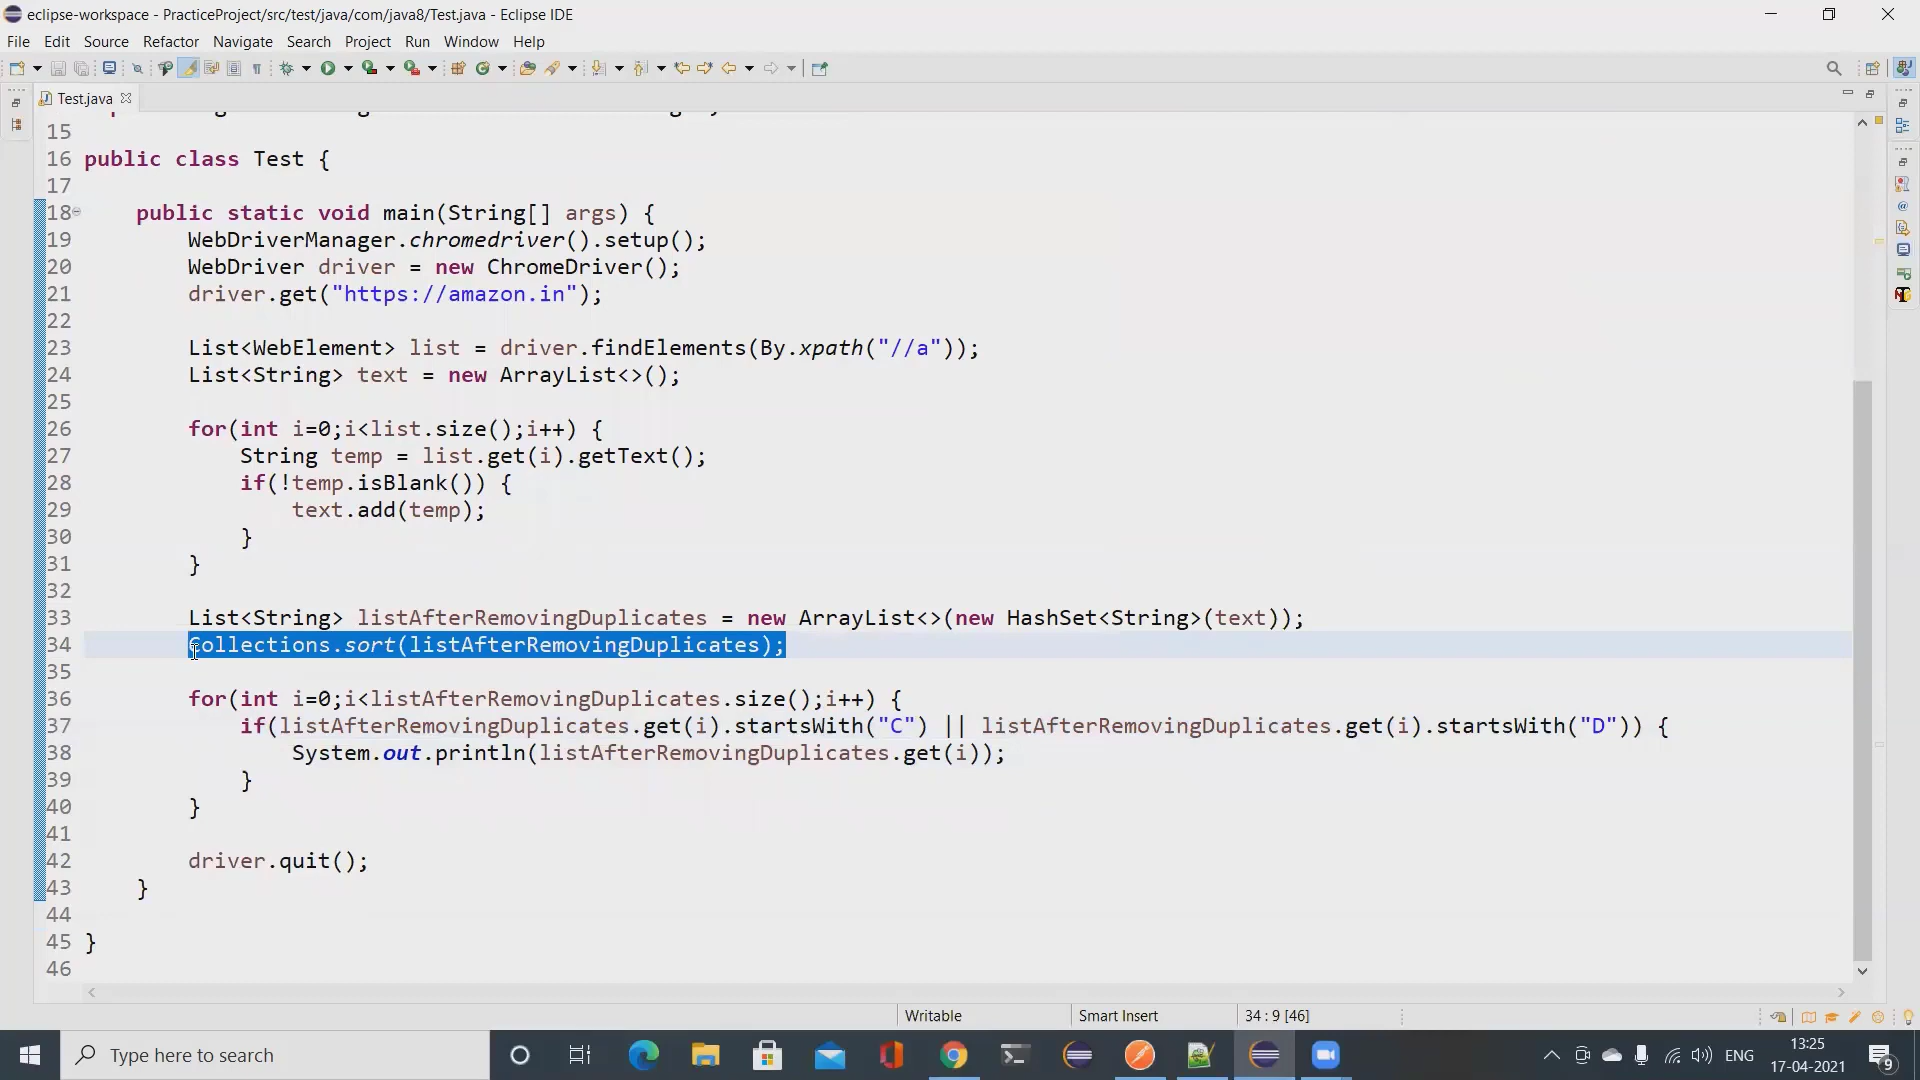 eclipse-workspace - PracticeProject/src/test/java/com/java8/Test.java - Eclipse IDE
File Edit Source Refactor Navigate Search Project Run Window Help
Test.java
15
16 public class Test {
17
18 public static void main(String[] args) {
19 WebDriverManager.chromedriver().setup();
20 WebDriver driver = new ChromeDriver();
21 driver.get("https://amazon.in");
22
23 List<WebElement> list = driver.findElements(By.xpath("//a"));
24 List<String> text = new ArrayList<>();
25
26 for(int i=0;i<list.size();i++) {
27 String temp = list.get(i).getText();
28 if(!temp.isBlank()) {
29 text.add(temp);
30 }
31 }
32
33 List<String> listAfterRemovingDuplicates = new ArrayList<>(new HashSet<String>(text));
34 Collections.sort(listAfterRemovingDuplicates);
35
36 for(int i=0;i<listAfterRemovingDuplicates.size();i++) {
37 if(listAfterRemovingDuplicates.get(i).startsWith("C") || listAfterRemovingDuplicates.get(i).startsWith("D")) {
38 System.out.println(listAfterRemovingDuplicates.get(i));
39 }
40 }
41
42 driver.quit();
43 }
44
45 }
46
Writable Smart Insert 34 : 9 [46]
Type here to search
ENG
13:25
17-04-2021
9